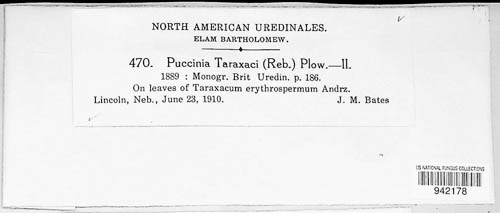 NORTH AMERICAN UREDINALES.
ELAM BARTHOLOMEW.
470. Puccinia Taraxaci (Reb.) Plow.—II.
1889 : Monogr. Brit Uredin. p. 186.
On leaves of Taraxacum erythrospermum Andrz.
Lincoln, Neb., June 23, 1910. J. M. Bates
US NATIONAL FUNGUS COLLECTIONS
942178